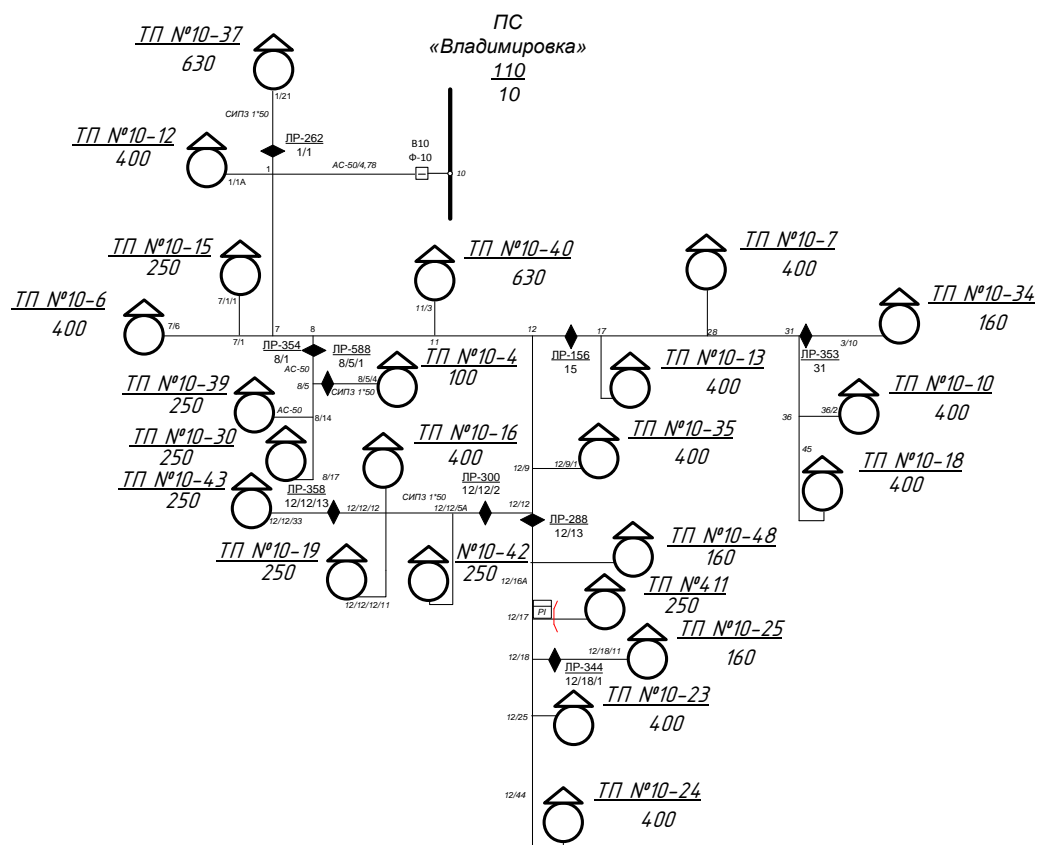 ПС
«Владимировка»
110
10
ТП №10-37
630
1/21
СИПЗ 1*50
ТП №10-12
400
1/1А
ЛР-262
1/1
1
АС-50/4,78
В10
Ф-10
10
ТП №10-15
250
7/1/1
ТП №10-6
400
7/6
7/1
7
8
ТП №10-40
630
11/3
11
12
ТП №10-7
400
28
ТП №10-34
160
3/10
31
ЛР-353
31
17
ЛР-156
15
ТП №10-13
400
ЛР-354
8/1
ЛР-588
8/5/1
АС-50
8/5
8/5/4
СИПЗ 1*50
ТП №10-4
100
ТП №10-39
250
АС-50
8/14
ТП №10-30
250
8/17
ТП №10-10
400
36
36/2
ТП №10-18
400
45
ТП №10-16
400
ТП №10-35
400
12/9
12/9/1
ТП №10-43
250
12/12/33
ЛР-358
12/12/13
12/12/12
СИПЗ 1*50
12/12/5А
ЛР-300
12/12/2
12/12
ЛР-288
12/13
ТП №10-19
250
12/12/12/11
№10-42
250
ТП №10-48
160
12/16А
ТП №411
250
12/17
РІ
ТП №10-25
160
12/18
12/18/11
ЛР-344
12/18/1
ТП №10-23
400
12/25
ТП №10-24
400
12/44